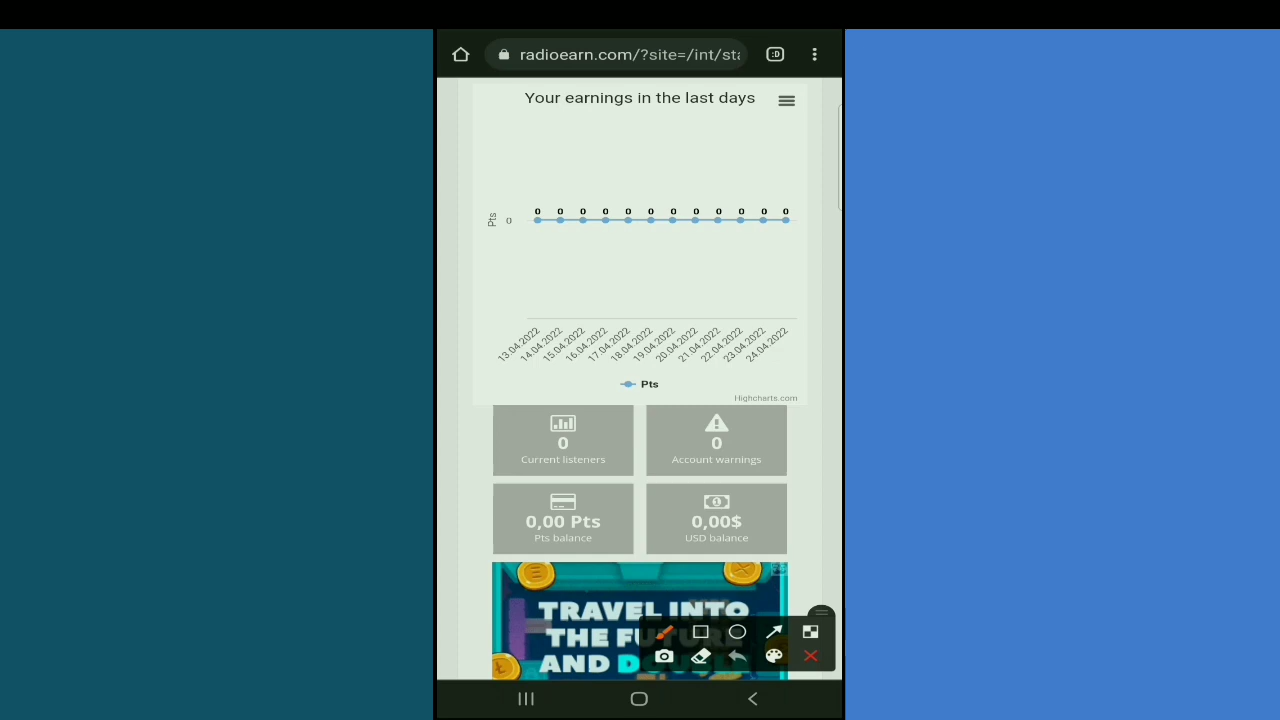 radioearn.com/?site=/int/sta
:D
Your earnings in the last days
0 0 0 0 0 0 0 0 0 0 0 0
Pts
0
13.04.2022 14.04.2022 15.04.2022 16.04.2022 17.04.2022 18.04.2022 19.04.2022 20.04.2022 21.04.2022 22.04.2022 23.04.2022 24.04.2022
Pts
Highcharts.com
0
Current listeners
0
Account warnings
0,00 Pts
Pts balance
0,00$
USD balance
TRAVEL INTO
THE
AND